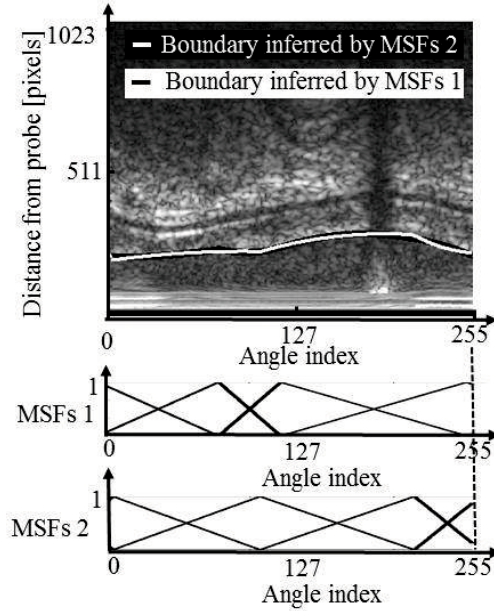 1023
Boundary inferred by MSFs 2
Boundary inferred by MSFs 1
Distance from probe [pixels]
511
0 127 255
Angle index
1
MSFs 1
0 127 255
Angle index
1
MSFs 2
0 127 255
Angle index